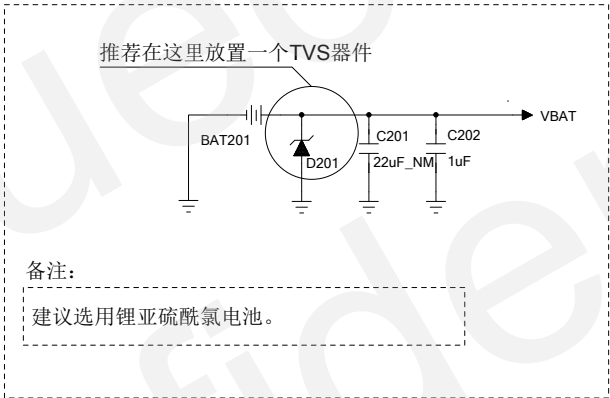 推荐在这里放置一个TVS器件
VBAT
BAT201
D201
C201
22uF_NM
C202
1uF
备注：
建议选用锂亚硫酰氯电池。